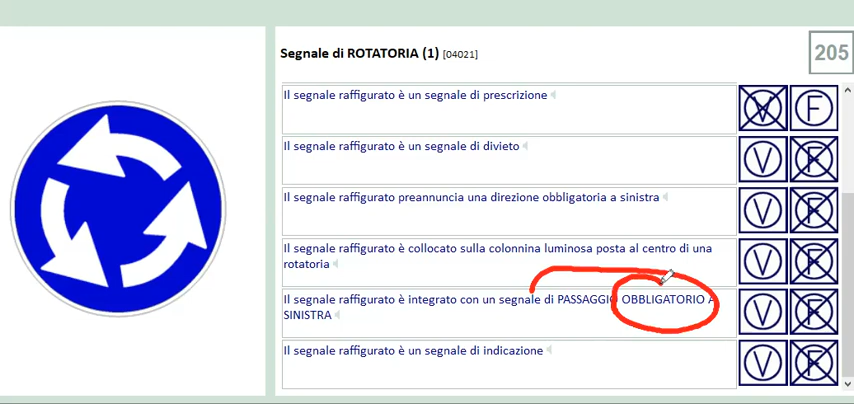 Segnale di ROTATORIA (1) [04021]
205
Il segnale raffigurato è un segnale di prescrizione
V F
Il segnale raffigurato è un segnale di divieto
V F
Il segnale raffigurato preannuncia una direzione obbligatoria a sinistra
V F
Il segnale raffigurato è collocato sulla colonnina luminosa posta al centro di una
rotatoria
V F
Il segnale raffigurato è integrato con un segnale di PASSAGGIO OBBLIGATORIO A
SINISTRA
V F
Il segnale raffigurato è un segnale di indicazione
V F